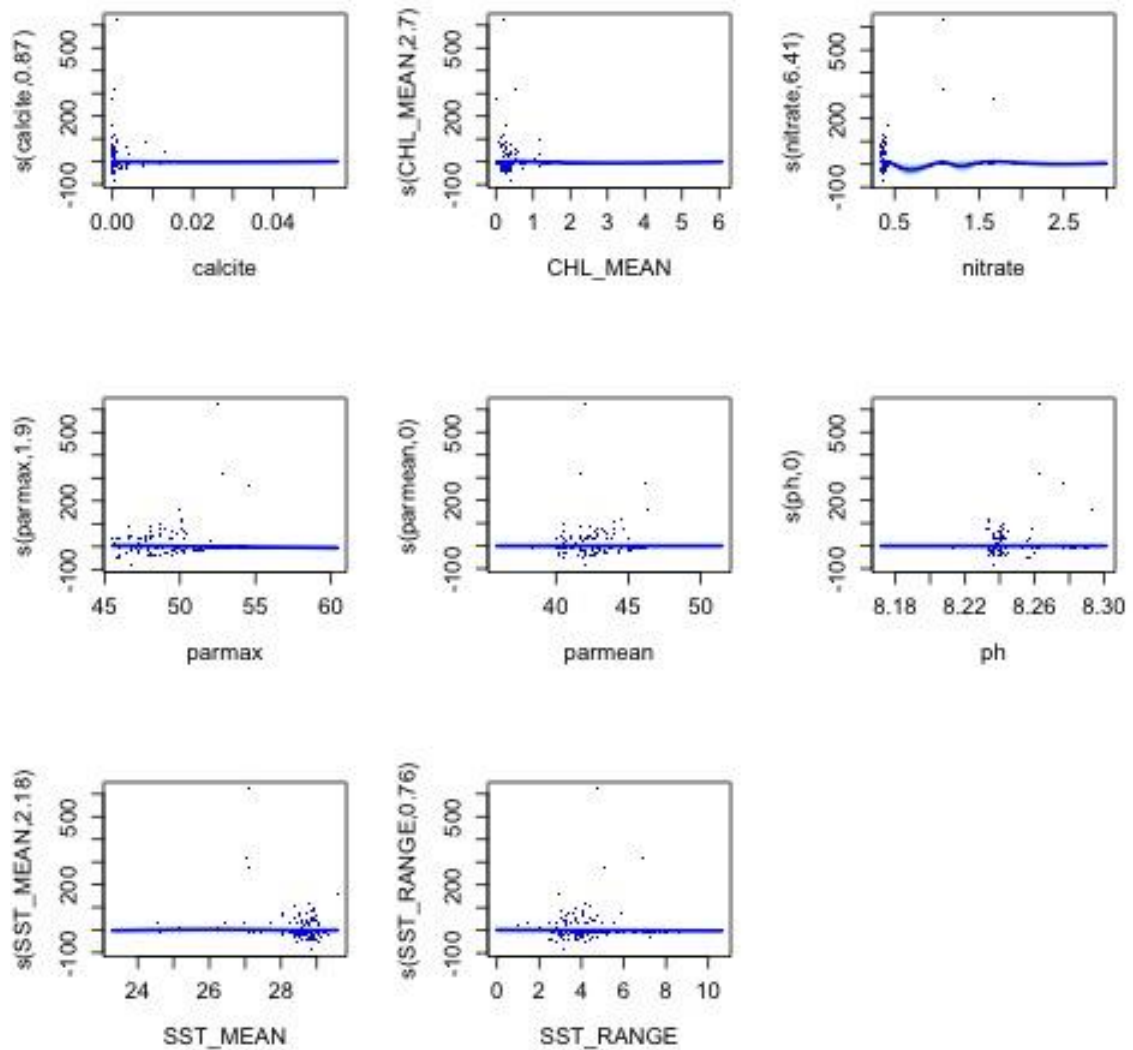 s(calcite,0.87)
500
200
-100
0.00 0.02 0.04
calcite
s(CHL_MEAN,2.7)
500
200
-100
0 1 2 3 4 5 6
CHL_MEAN
s(nitrate,6.41)
500
200
-100
0.5 1.5 2.5
nitrate
s(parmax,1.9)
500
200
-100
45 50 55 60
parmax
s(parmean,0)
500
200
-100
40 45 50
parmean
s(ph,0)
500
200
-100
8.18 8.22 8.26 8.30
ph
s(SST_MEAN,2.18)
500
200
-100
24 26 28
SST_MEAN
s(SST_RANGE,0.76)
500
200
-100
0 2 4 6 8 10
SST_RANGE